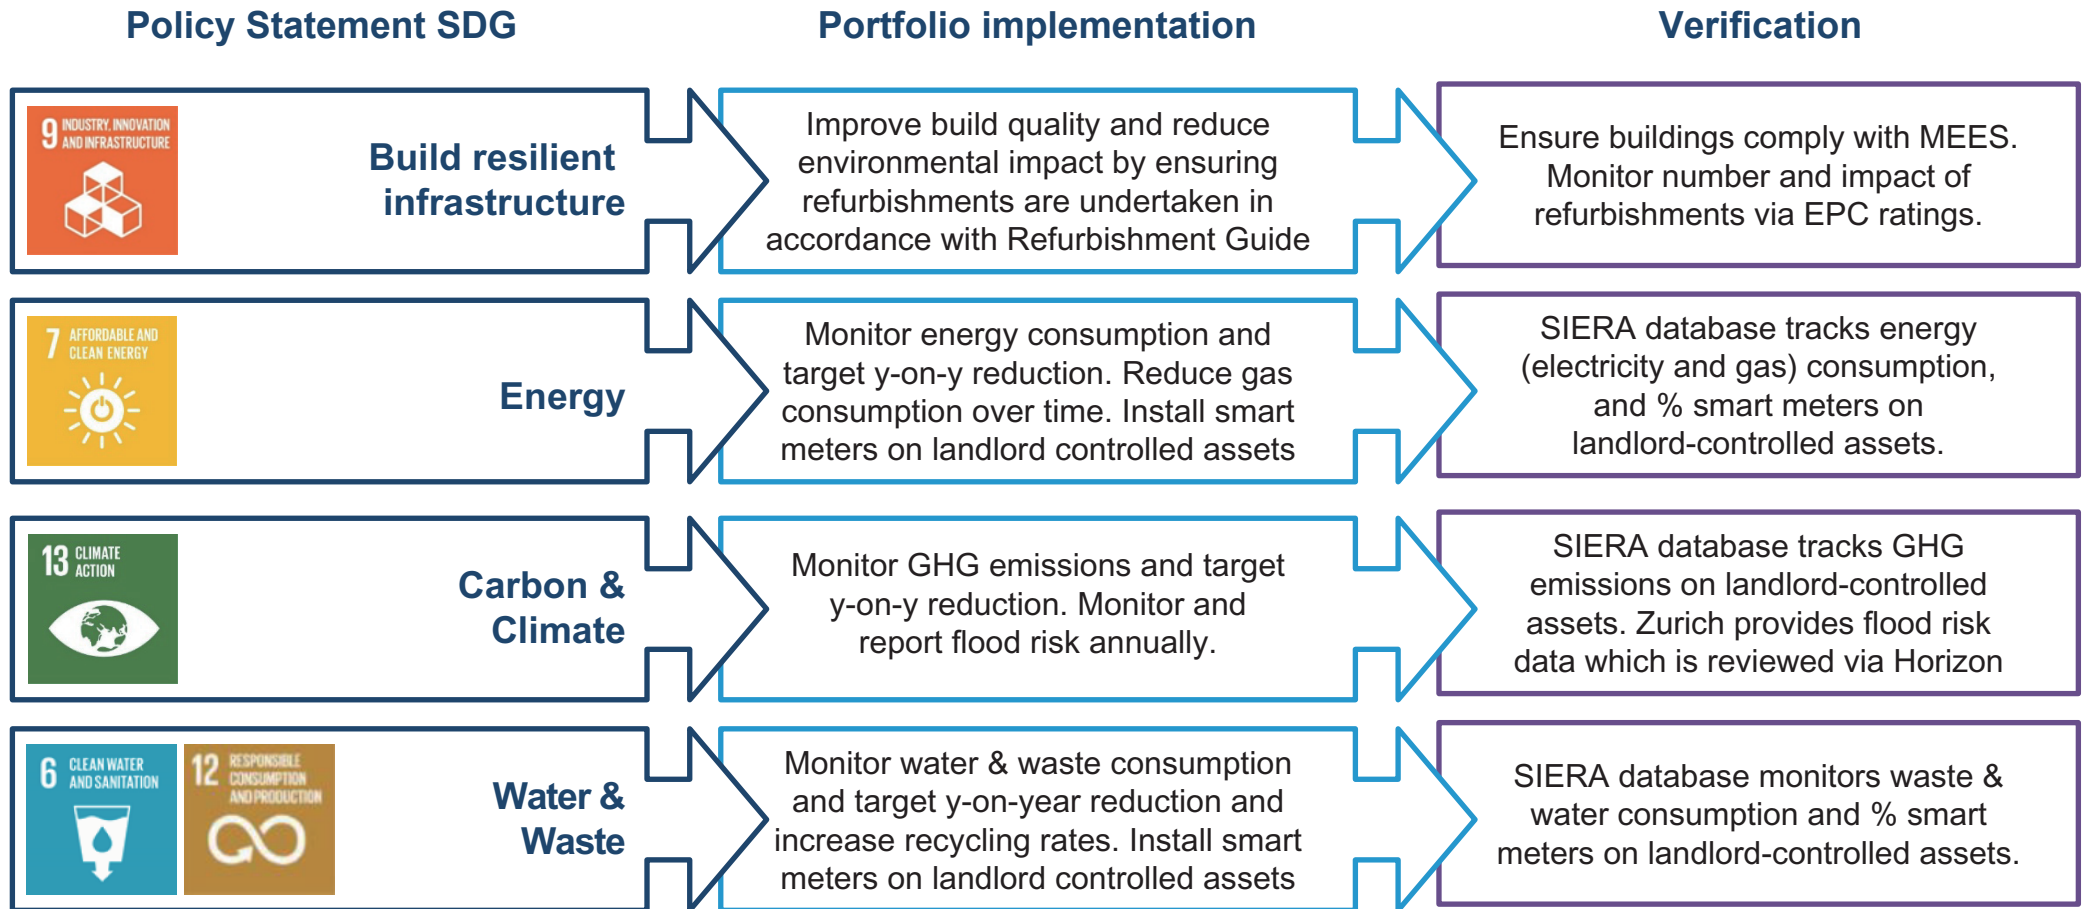 Policy Statement SDG
Portfolio implementation
Verification
9 INDUSTRY, INNOVATION
AND INFRASTRUCTURE
Build resilient
infrastructure
Improve build quality and reduce
environmental impact by ensuring
refurbishments are undertaken in
accordance with Refurbishment Guide
Ensure buildings comply with MEES.
Monitor number and impact of
refurbishments via EPC ratings.
7 AFFORDABLE AND
CLEAN ENERGY
Energy
Monitor energy consumption and
target y-on-y reduction. Reduce gas
consumption over time. Install smart
meters on landlord controlled assets
SIERA database tracks energy
(electricity and gas) consumption,
and % smart meters on
landlord-controlled assets.
13 CLIMATE
ACTION
Carbon &
Climate
Monitor GHG emissions and target
y-on-y reduction. Monitor and
report flood risk annually.
SIERA database tracks GHG
emissions on landlord-controlled
assets. Zurich provides flood risk
data which is reviewed via Horizon
6 CLEAN WATER
AND SANITATION
12 RESPONSIBLE
CONSUMPTION
AND PRODUCTION
Water &
Waste
Monitor water & waste consumption
and target y-on-year reduction and
increase recycling rates. Install smart
meters on landlord controlled assets
SIERA database monitors waste &
water consumption and % smart
meters on landlord-controlled assets.